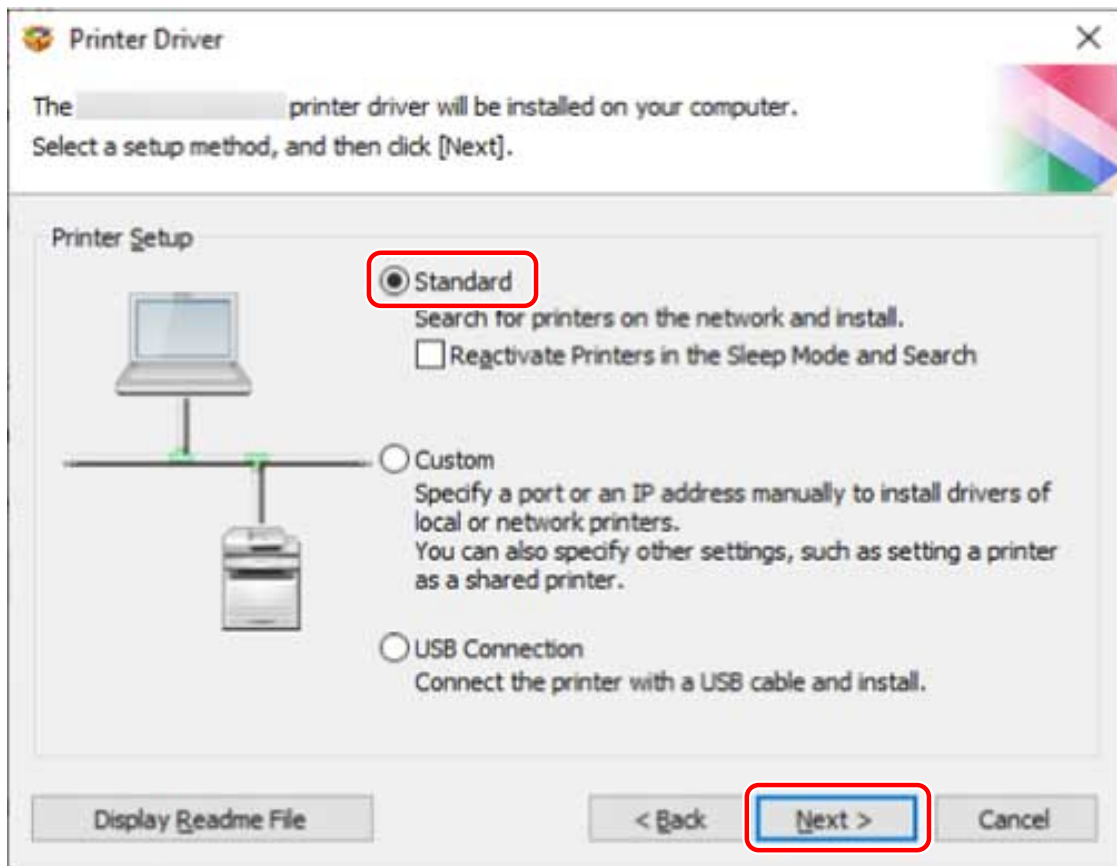 Printer Driver
The printer driver will be installed on your computer.
Select a setup method, and then click [Next].
Printer Setup
Standard
Search for printers on the network and install.
Reactivate Printers in the Sleep Mode and Search
Custom
Specify a port or an IP address manually to install drivers of
local or network printers.
You can also specify other settings, such as setting a printer
as a shared printer.
USB Connection
Connect the printer with a USB cable and install.
Display Readme File
< Back
Next >
Cancel